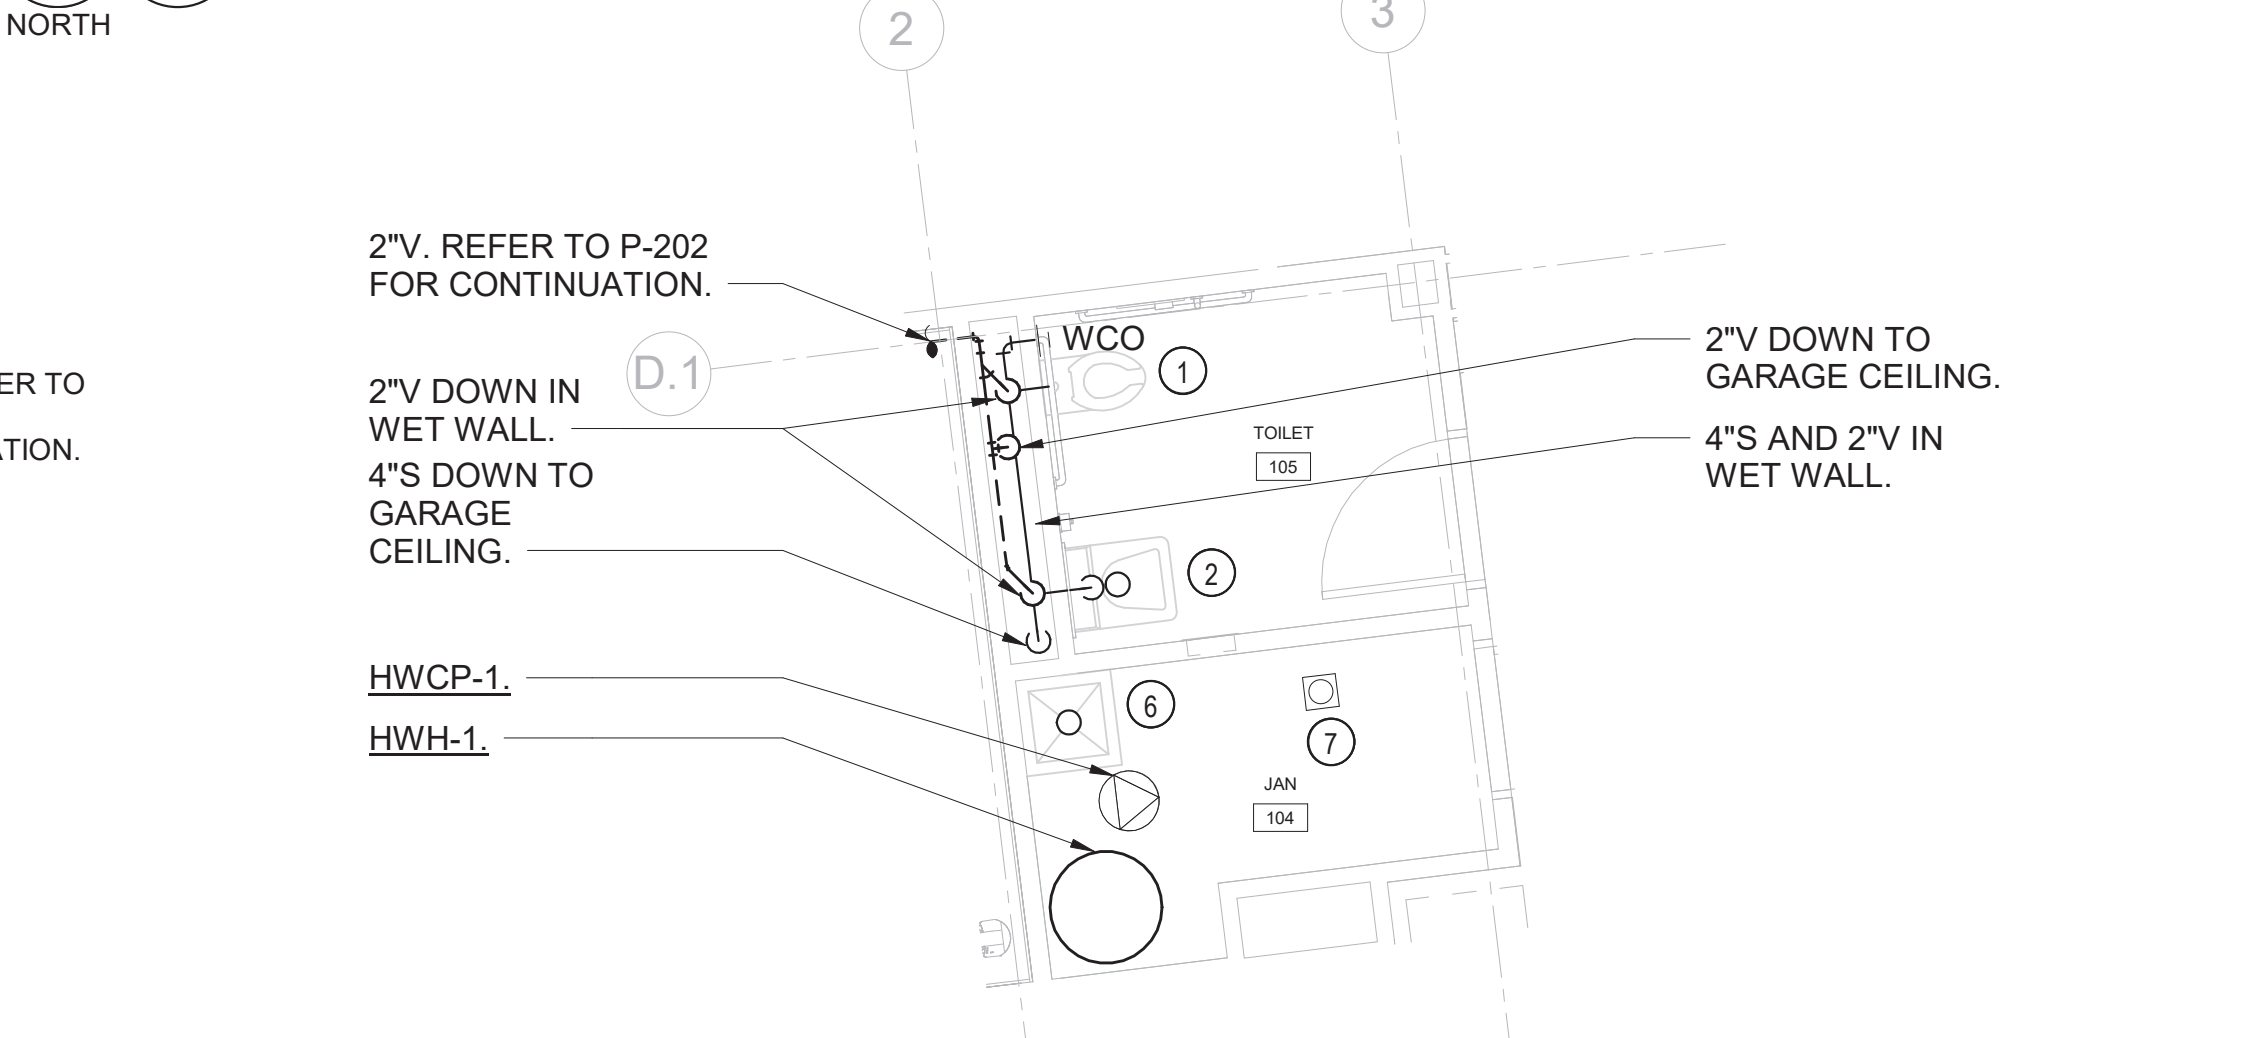 NORTH
2
3
2"V. REFER TO P-202
FOR CONTINUATION.
D.1
WCO
1
2"V DOWN TO
GARAGE CEILING.
ER TO
ATION.
2"V DOWN IN
WET WALL.
TOILET
105
4"S AND 2"V IN
WET WALL.
4"S DOWN TO
GARAGE
CEILING.
2
HWCP-1.
6
7
HWH-1.
JAN
104